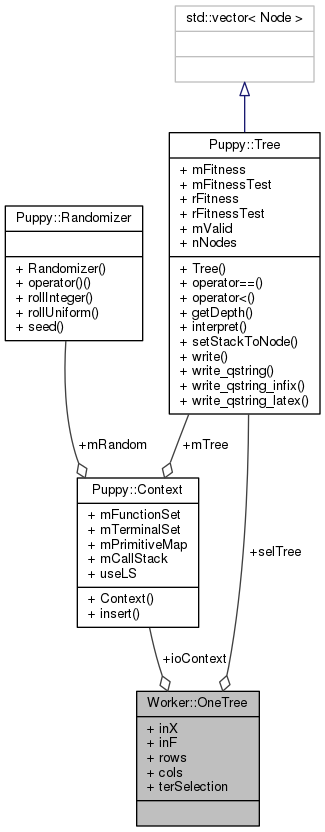 std::vector< Node >
Puppy::Tree
+ mFitness
+ mFitnessTest
+ rFitness
+ rFitnessTest
+ mValid
+ nNodes
+ Tree()
+ operator==()
+ operator<()
+ getDepth()
+ interpret()
+ setStackToNode()
+ write()
+ write_qstring()
+ write_qstring_infix()
+ write_qstring_latex()
Puppy::Randomizer
+ Randomizer()
+ operator()()
+ rollInteger()
+ rollUniform()
+ seed()
+mRandom
+mTree
Puppy::Context
+ mFunctionSet
+ mTerminalSet
+ mPrimitiveMap
+ mCallStack
+ useLS
+ Context()
+ insert()
+selTree
+ioContext
Worker::OneTree
+ inX
+ inF
+ rows
+ cols
+ terSelection